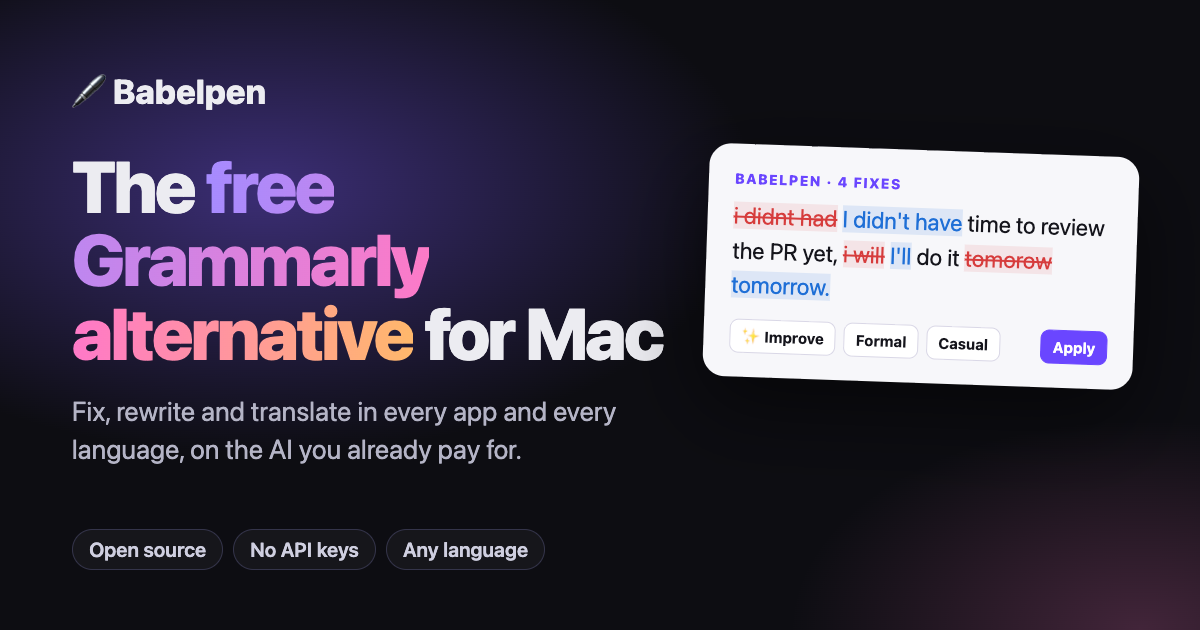 Babelpen
The free
Grammarly
alternative for Mac
Fix, rewrite and translate in every app and every
language, on the AI you already pay for.
Open source No API keys Any language
BABELPEN · 4 FIXES
i didnt had I didn't have time to review
the PR yet, i will I'll do it tomorow
tomorrow.
✨ Improve Formal Casual Apply